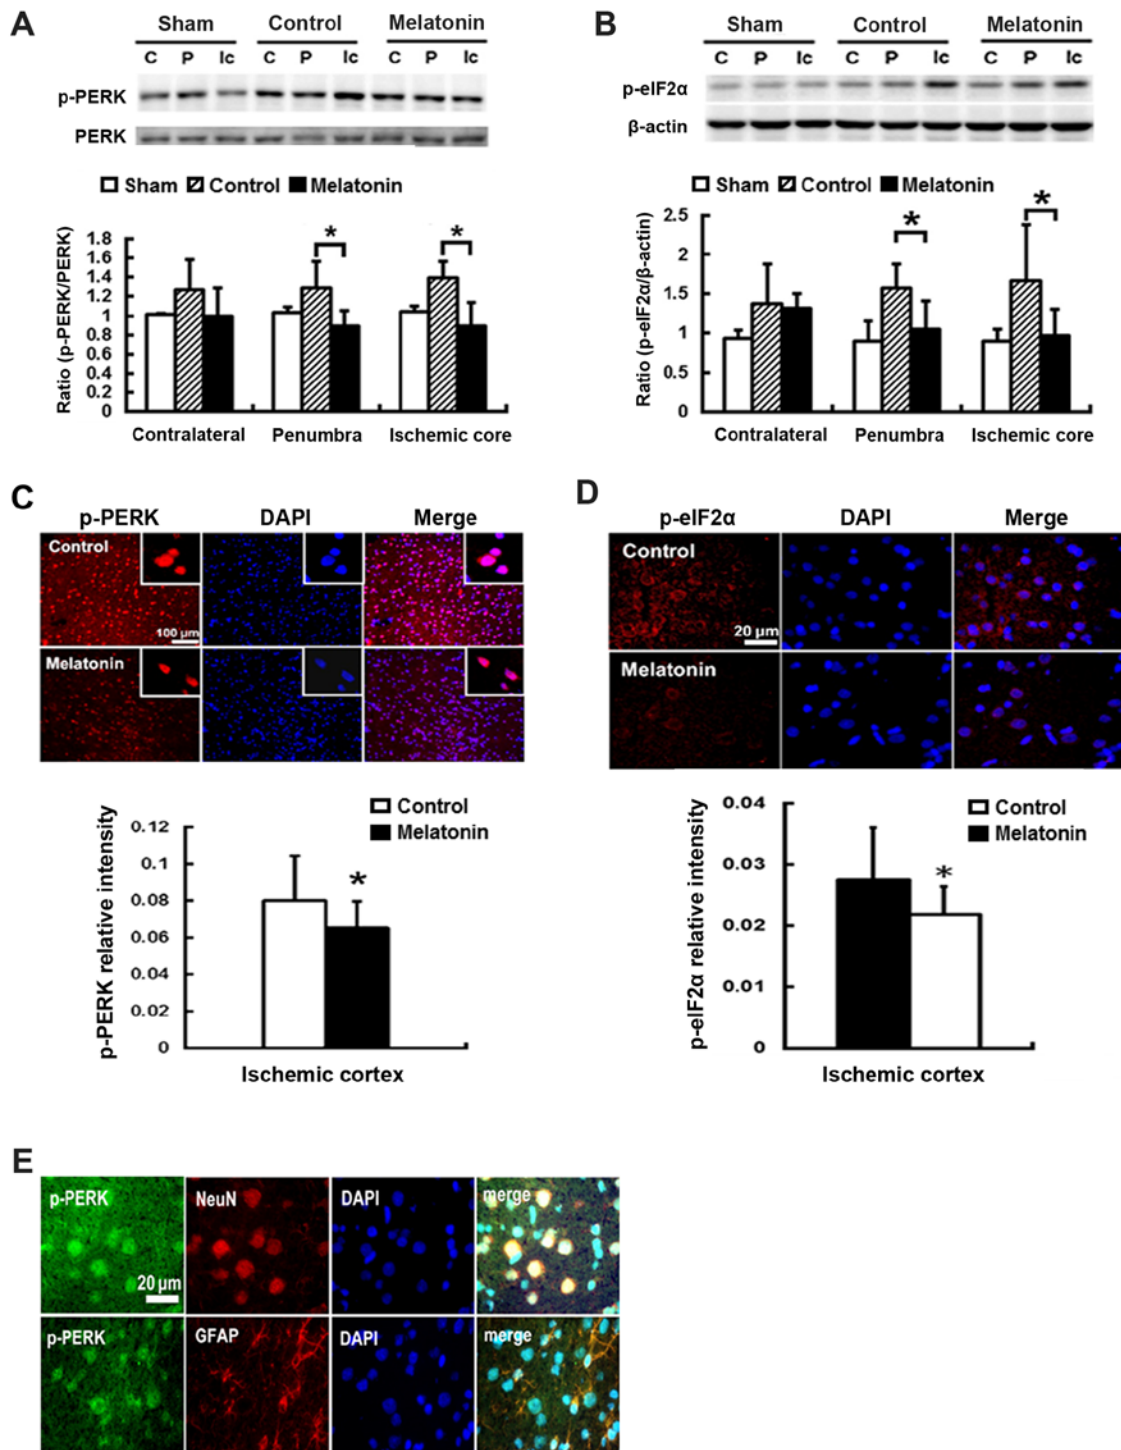 A
Sham Control Melatonin
C P Ic C P Ic C P Ic
p-PERK
PERK
Sham Control Melatonin
Ratio (p-PERK/PERK)
1.8
1.6
1.4
1.2
1
0.8
0.6
0.4
0.2
0
* *
Contralateral Penumbra Ischemic core
B
Sham Control Melatonin
C P Ic C P Ic C P Ic
p-eIF2α
β-actin
Sham Control Melatonin
Ratio (p-eIF2α/β-actin)
2.5
2
1.5
1
0.5
0
* *
Contralateral Penumbra Ischemic core
C
p-PERK DAPI Merge
Control
100 µm
Melatonin
Control
Melatonin
p-PERK relative intensity
0.12
0.1
0.08
0.06
0.04
0.02
0
*
Ischemic cortex
D
p-eIF2α DAPI Merge
Control
20 µm
Melatonin
Control
Melatonin
p-eIF2α relative intensity
0.04
0.03
0.02
0.01
0
*
Ischemic cortex
E
p-PERK NeuN DAPI merge
20 µm
p-PERK GFAP DAPI merge